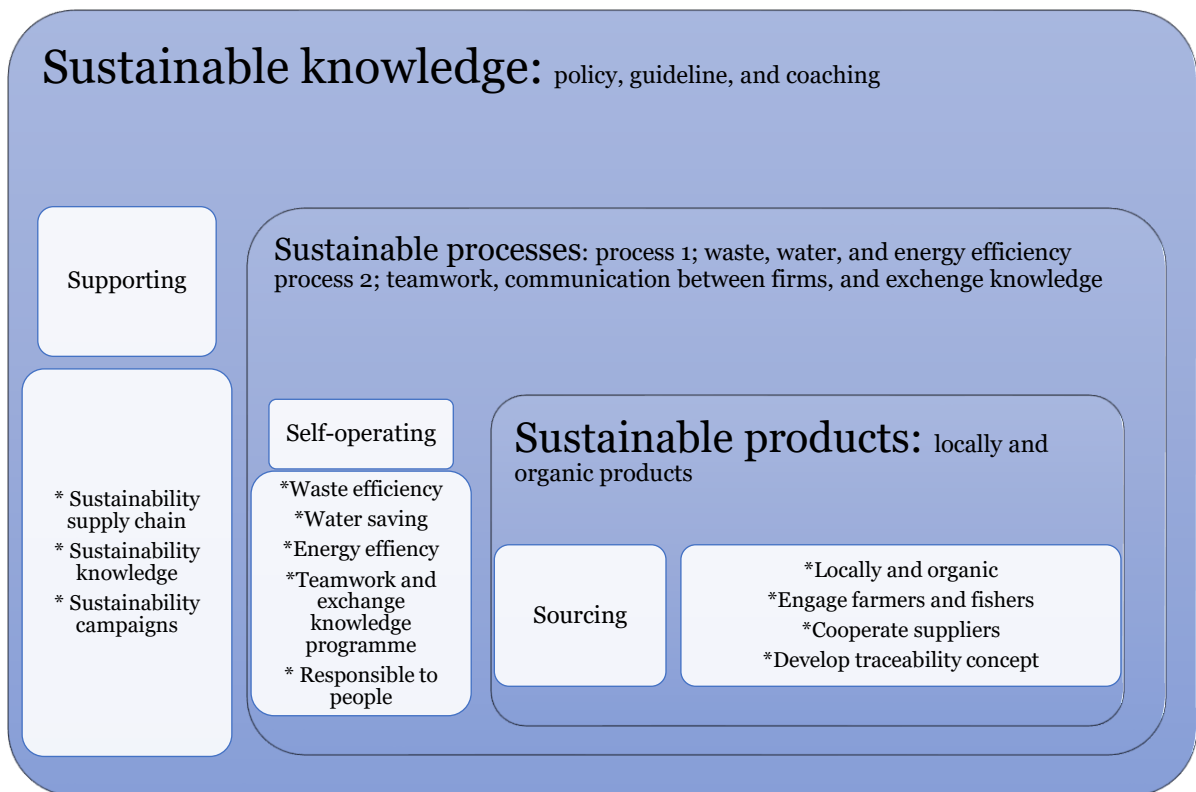 Sustainable knowledge: policy, guideline, and coaching
Supporting
* Sustainability
supply chain
* Sustainability
knowledge
* Sustainability
campaigns
Sustainable processes: process 1; waste, water, and energy efficiency
process 2; teamwork, communication between firms, and exchenge knowledge
Self-operating
*Waste efficiency
*Water saving
*Energy effiency
*Teamwork and
exchange
knowledge
programme
* Responsible to
people
Sustainable products: locally and
organic products
Sourcing
*Locally and organic
*Engage farmers and fishers
*Cooperate suppliers
*Develop traceability concept